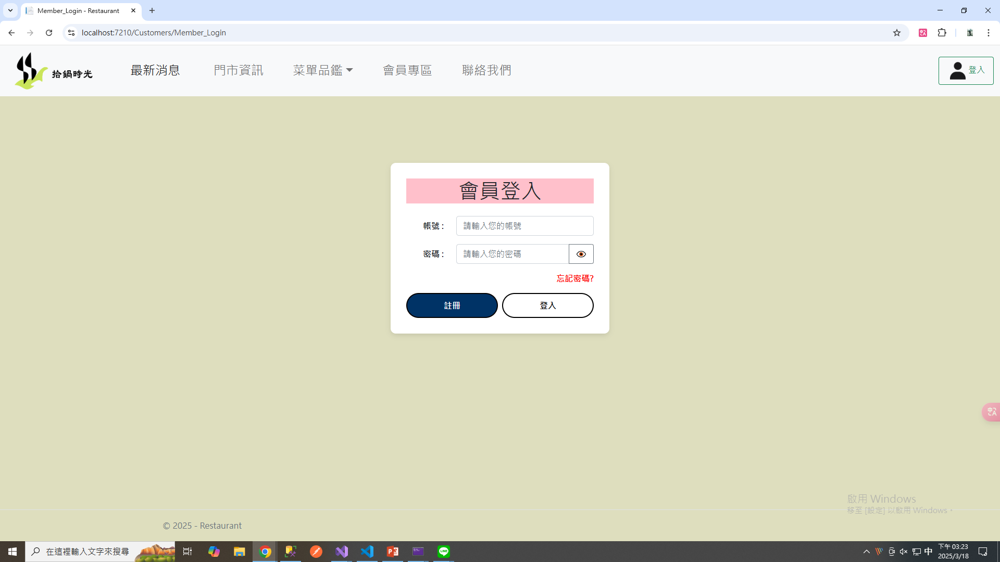 Member_Login - Restaurant
localhost:7210/Customers/Member_Login
拾鍋時光
最新消息
門市資訊
菜單品鑑
會員專區
聯絡我們
登入
會員登入
帳號 :
請輸入您的帳號
密碼 :
請輸入您的密碼
忘記密碼?
註冊
登入
啟用 Windows
移至 [設定] 以啟用 Windows。
© 2025 - Restaurant
在這裡輸入文字來搜尋
中
下午 03:23
2025/3/18